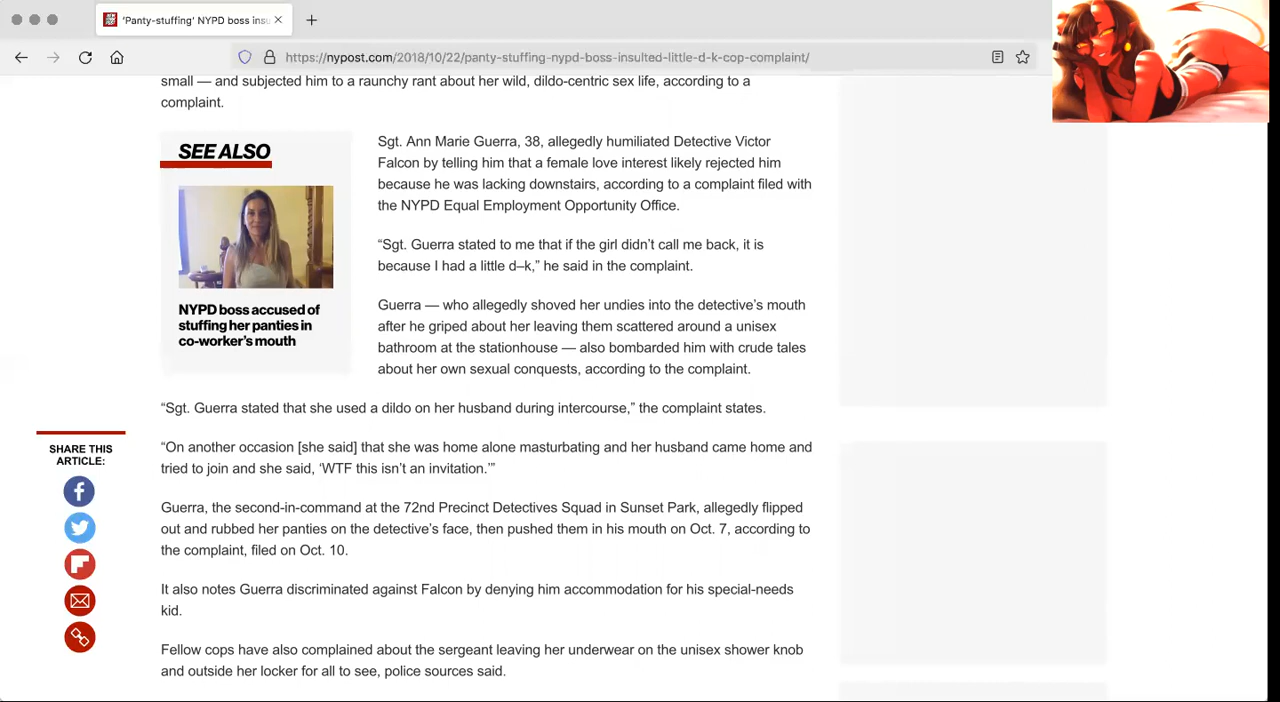 'Panty-stuffing' NYPD boss insu
https://nypost.com/2018/10/22/panty-stuffing-nypd-boss-insulted-little-d-k-cop-complaint/
small — and subjected him to a raunchy rant about her wild, dildo-centric sex life, according to a
complaint.
SEE ALSO
NYPD boss accused of
stuffing her panties in
co-worker's mouth
Sgt. Ann Marie Guerra, 38, allegedly humiliated Detective Victor
Falcon by telling him that a female love interest likely rejected him
because he was lacking downstairs, according to a complaint filed with
the NYPD Equal Employment Opportunity Office.
“Sgt. Guerra stated to me that if the girl didn’t call me back, it is
because I had a little d–k,” he said in the complaint.
Guerra — who allegedly shoved her undies into the detective’s mouth
after he griped about her leaving them scattered around a unisex
bathroom at the stationhouse — also bombarded him with crude tales
about her own sexual conquests, according to the complaint.
“Sgt. Guerra stated that she used a dildo on her husband during intercourse,” the complaint states.
“On another occasion [she said] that she was home alone masturbating and her husband came home and
tried to join and she said, ‘WTF this isn’t an invitation.’”
Guerra, the second-in-command at the 72nd Precinct Detectives Squad in Sunset Park, allegedly flipped
out and rubbed her panties on the detective’s face, then pushed them in his mouth on Oct. 7, according to
the complaint, filed on Oct. 10.
It also notes Guerra discriminated against Falcon by denying him accommodation for his special-needs
kid.
Fellow cops have also complained about the sergeant leaving her underwear on the unisex shower knob
and outside her locker for all to see, police sources said.
SHARE THIS
ARTICLE: